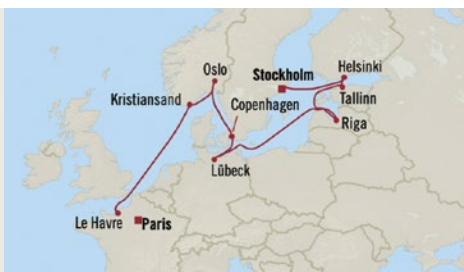 Oslo
Helsinki
Stockholm
Tallinn
Kristiansand
Copenhagen
Riga
Lübeck
Le Havre
Paris